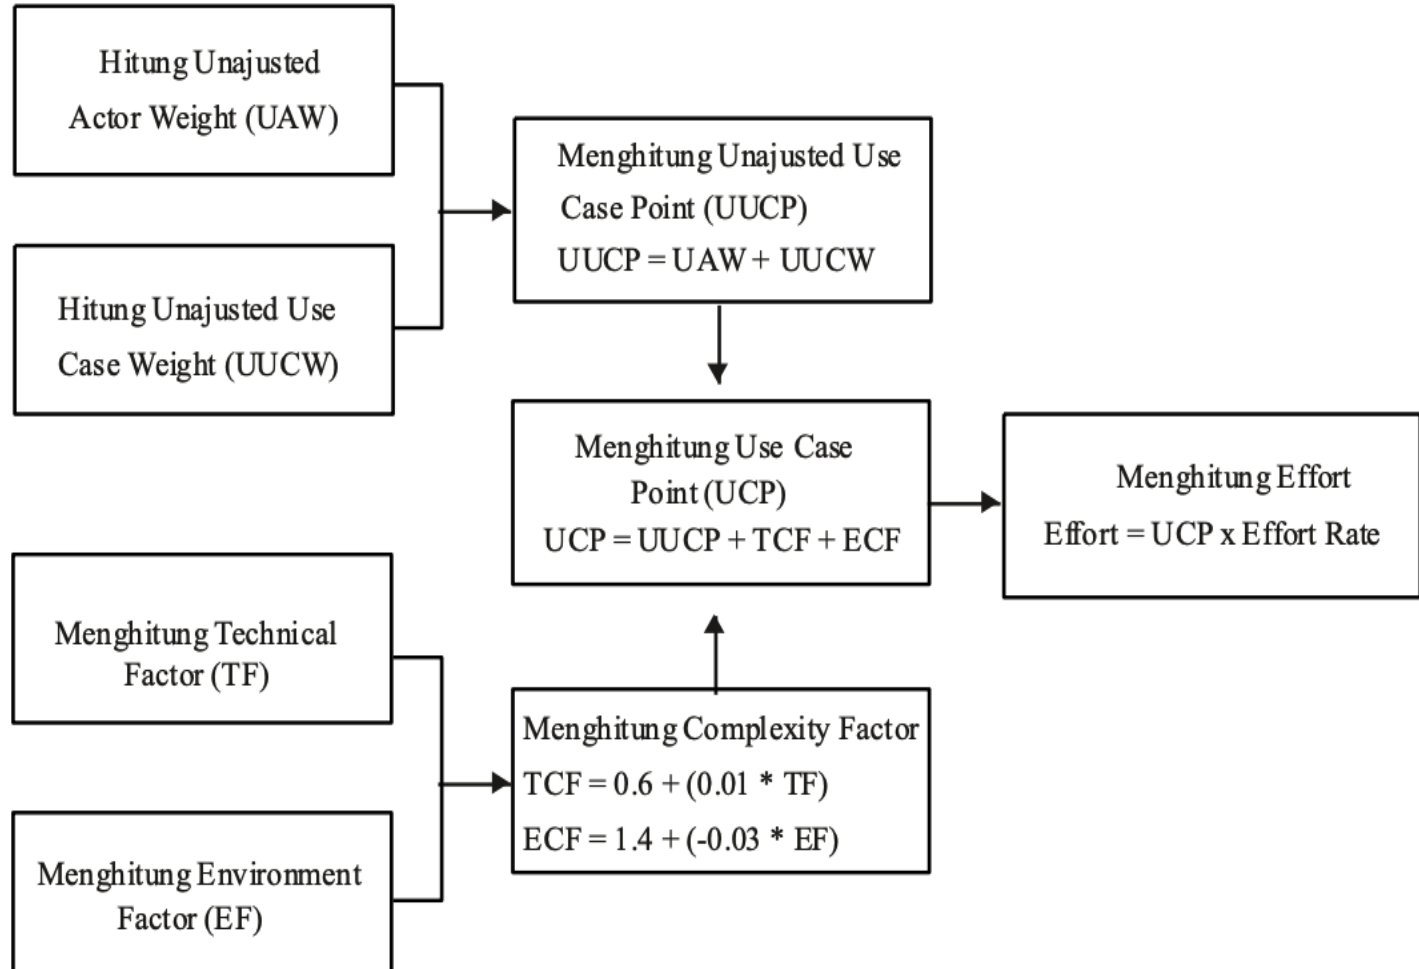 Hitung Unajusted
Actor Weight (UAW)
Hitung Unajusted Use
Case Weight (UUCW)
Menghitung Unajusted Use
Case Point (UUCP)
UUCP = UAW + UUCW
Menghitung Use Case
Point (UCP)
UCP = UUCP + TCF + ECF
Menghitung Effort
Effort = UCP x Effort Rate
Menghitung Technical
Factor (TF)
Menghitung Environment
Factor (EF)
Menghitung Complexity Factor
TCF = 0.6 + (0.01 * TF)
ECF = 1.4 + (-0.03 * EF)